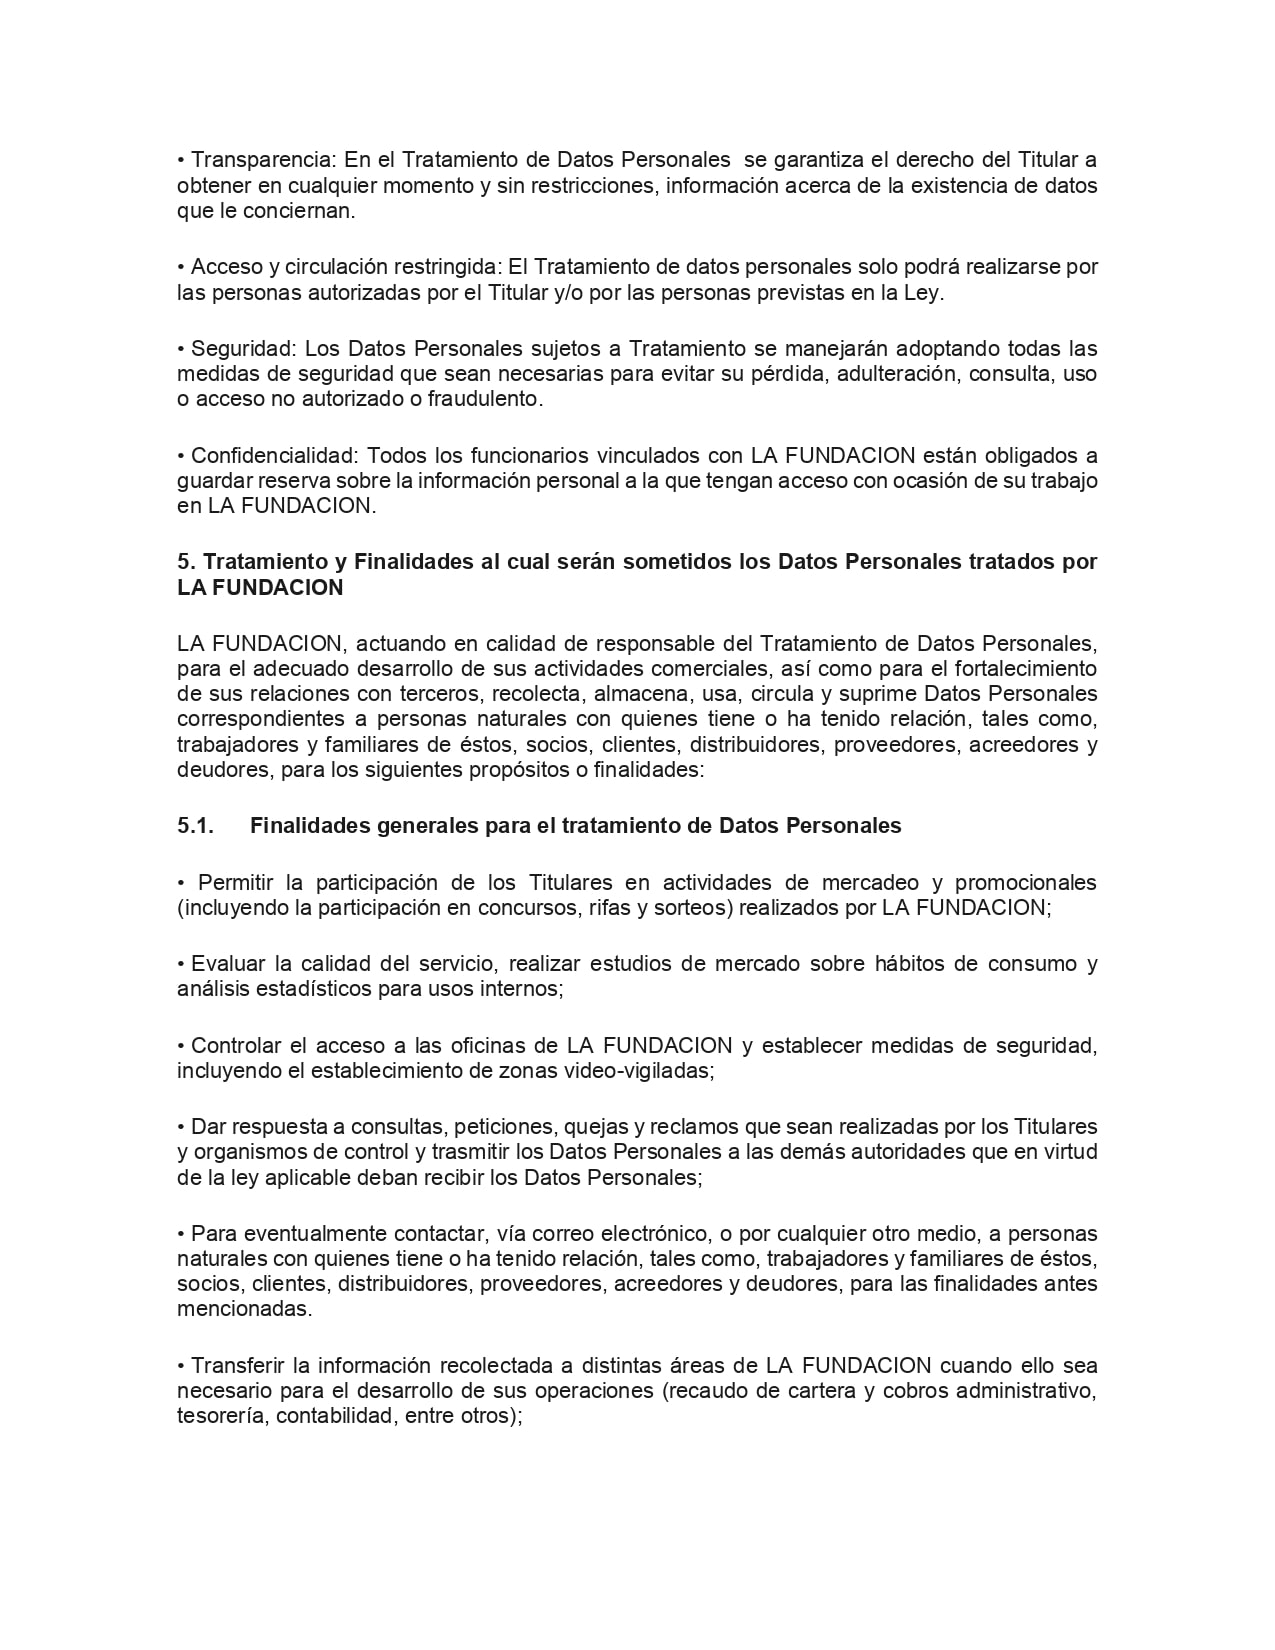 • Transparencia: En el Tratamiento de Datos Personales  se garantiza el derecho del Titular a
obtener en cualquier momento y sin restricciones, información acerca de la existencia de datos
que le conciernan.
• Acceso y circulación restringida: El Tratamiento de datos personales solo podrá realizarse por
las personas autorizadas por el Titular y/o por las personas previstas en la Ley.
• Seguridad: Los Datos Personales sujetos a Tratamiento se manejarán adoptando todas las
medidas de seguridad que sean necesarias para evitar su pérdida, adulteración, consulta, uso
o acceso no autorizado o fraudulento.
• Confidencialidad: Todos los funcionarios vinculados con LA FUNDACION están obligados a
guardar reserva sobre la información personal a la que tengan acceso con ocasión de su trabajo
en LA FUNDACION.
5. Tratamiento y Finalidades al cual serán sometidos los Datos Personales tratados por
LA FUNDACION
LA FUNDACION, actuando en calidad de responsable del Tratamiento de Datos Personales,
para el adecuado desarrollo de sus actividades comerciales, así como para el fortalecimiento
de sus relaciones con terceros, recolecta, almacena, usa, circula y suprime Datos Personales
correspondientes a personas naturales con quienes tiene o ha tenido relación, tales como,
trabajadores y familiares de éstos, socios, clientes, distribuidores, proveedores, acreedores y
deudores, para los siguientes propósitos o finalidades:
5.1. Finalidades generales para el tratamiento de Datos Personales
• Permitir la participación de los Titulares en actividades de mercadeo y promocionales
(incluyendo la participación en concursos, rifas y sorteos) realizados por LA FUNDACION;
• Evaluar la calidad del servicio, realizar estudios de mercado sobre hábitos de consumo y
análisis estadísticos para usos internos;
• Controlar el acceso a las oficinas de LA FUNDACION y establecer medidas de seguridad,
incluyendo el establecimiento de zonas video-vigiladas;
• Dar respuesta a consultas, peticiones, quejas y reclamos que sean realizadas por los Titulares
y organismos de control y trasmitir los Datos Personales a las demás autoridades que en virtud
de la ley aplicable deban recibir los Datos Personales;
• Para eventualmente contactar, vía correo electrónico, o por cualquier otro medio, a personas
naturales con quienes tiene o ha tenido relación, tales como, trabajadores y familiares de éstos,
socios, clientes, distribuidores, proveedores, acreedores y deudores, para las finalidades antes
mencionadas.
• Transferir la información recolectada a distintas áreas de LA FUNDACION cuando ello sea
necesario para el desarrollo de sus operaciones (recaudo de cartera y cobros administrativo,
tesorería, contabilidad, entre otros);